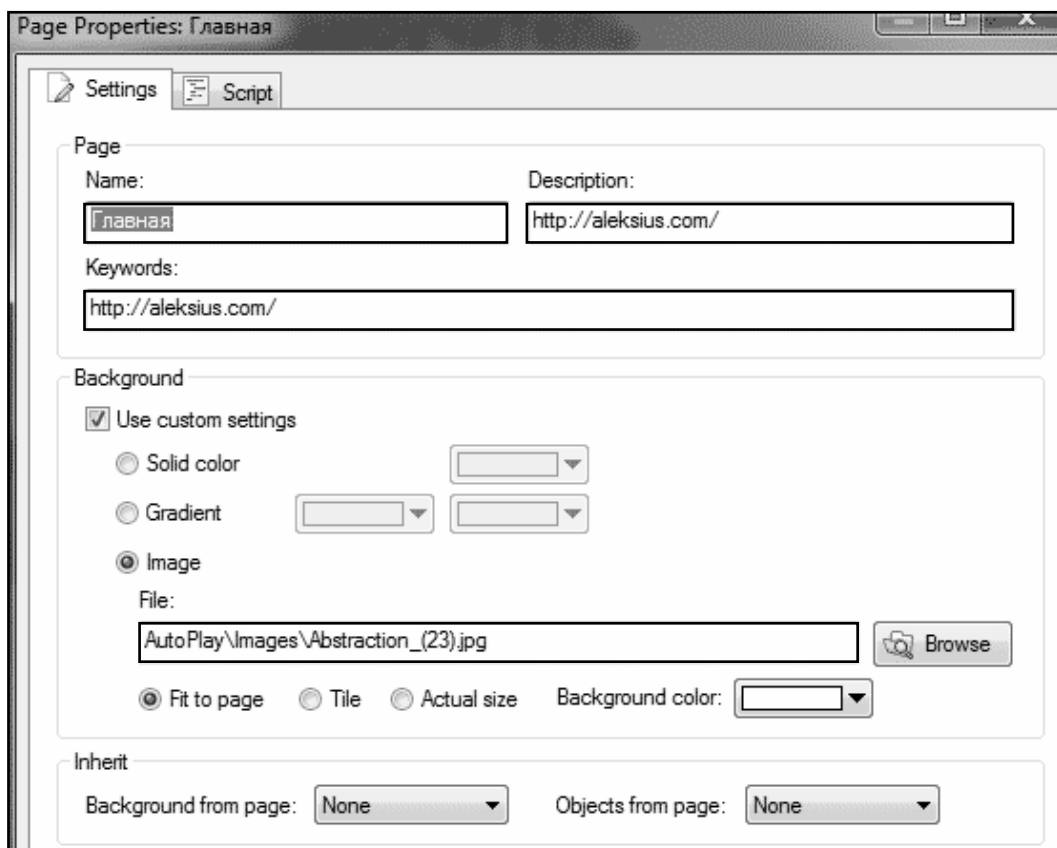 Page Properties: Главная
Settings Script
Page
Name: Description:
Главная http://aleksius.com/
Keywords:
http://aleksius.com/
Background
Use custom settings
Solid color
Gradient
Image
File:
AutoPlay\Images\Abstraction_(23).jpg Browse
Fit to page Tile Actual size Background color:
Inherit
Background from page: None Objects from page: None